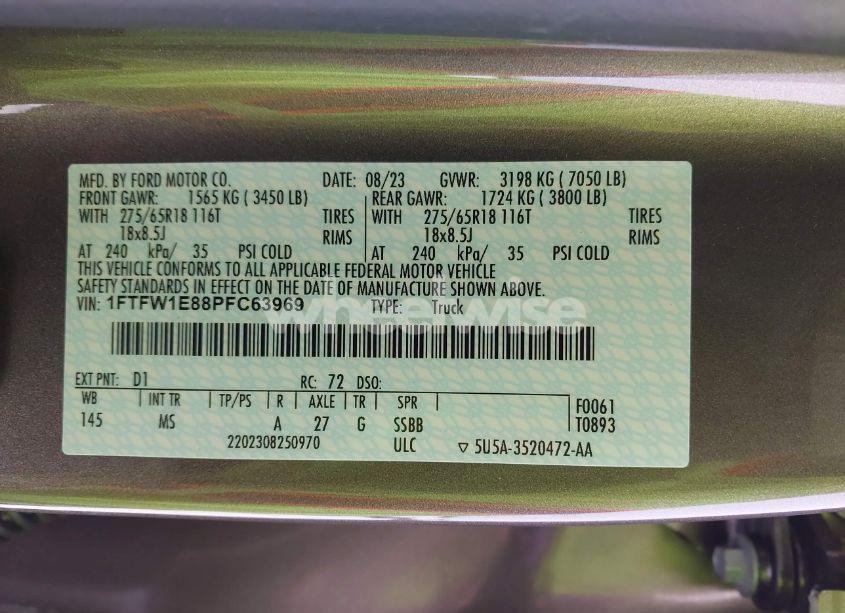 MFD. BY FORD MOTOR CO. DATE: 08/23 GVWR: 3198 KG ( 7050 LB)
FRONT GAWR: 1565 KG ( 3450 LB) REAR GAWR: 1724 KG ( 3800 LB)
WITH 275/65R18 116T TIRES WITH 275/65R18 116T TIRES
18x8.5J RIMS 18x8.5J RIMS
AT 240 kPa/ 35 PSI COLD AT 240 kPa/ 35 PSI COLD
THIS VEHICLE CONFORMS TO ALL APPLICABLE FEDERAL MOTOR VEHICLE
SAFETY STANDARDS IN EFFECT ON THE DATE OF MANUFACTURE SHOWN ABOVE.
VIN: 1FTFW1E88PFC63969 TYPE: Truck
wheelwise
EXT PNT: D1 RC: 72 DSO:
WB INT TR TP/PS R AXLE TR SPR F0061
145 MS A 27 G SSBB T0893
2202308250970 ULC ▽ 5U5A-3520472-AA